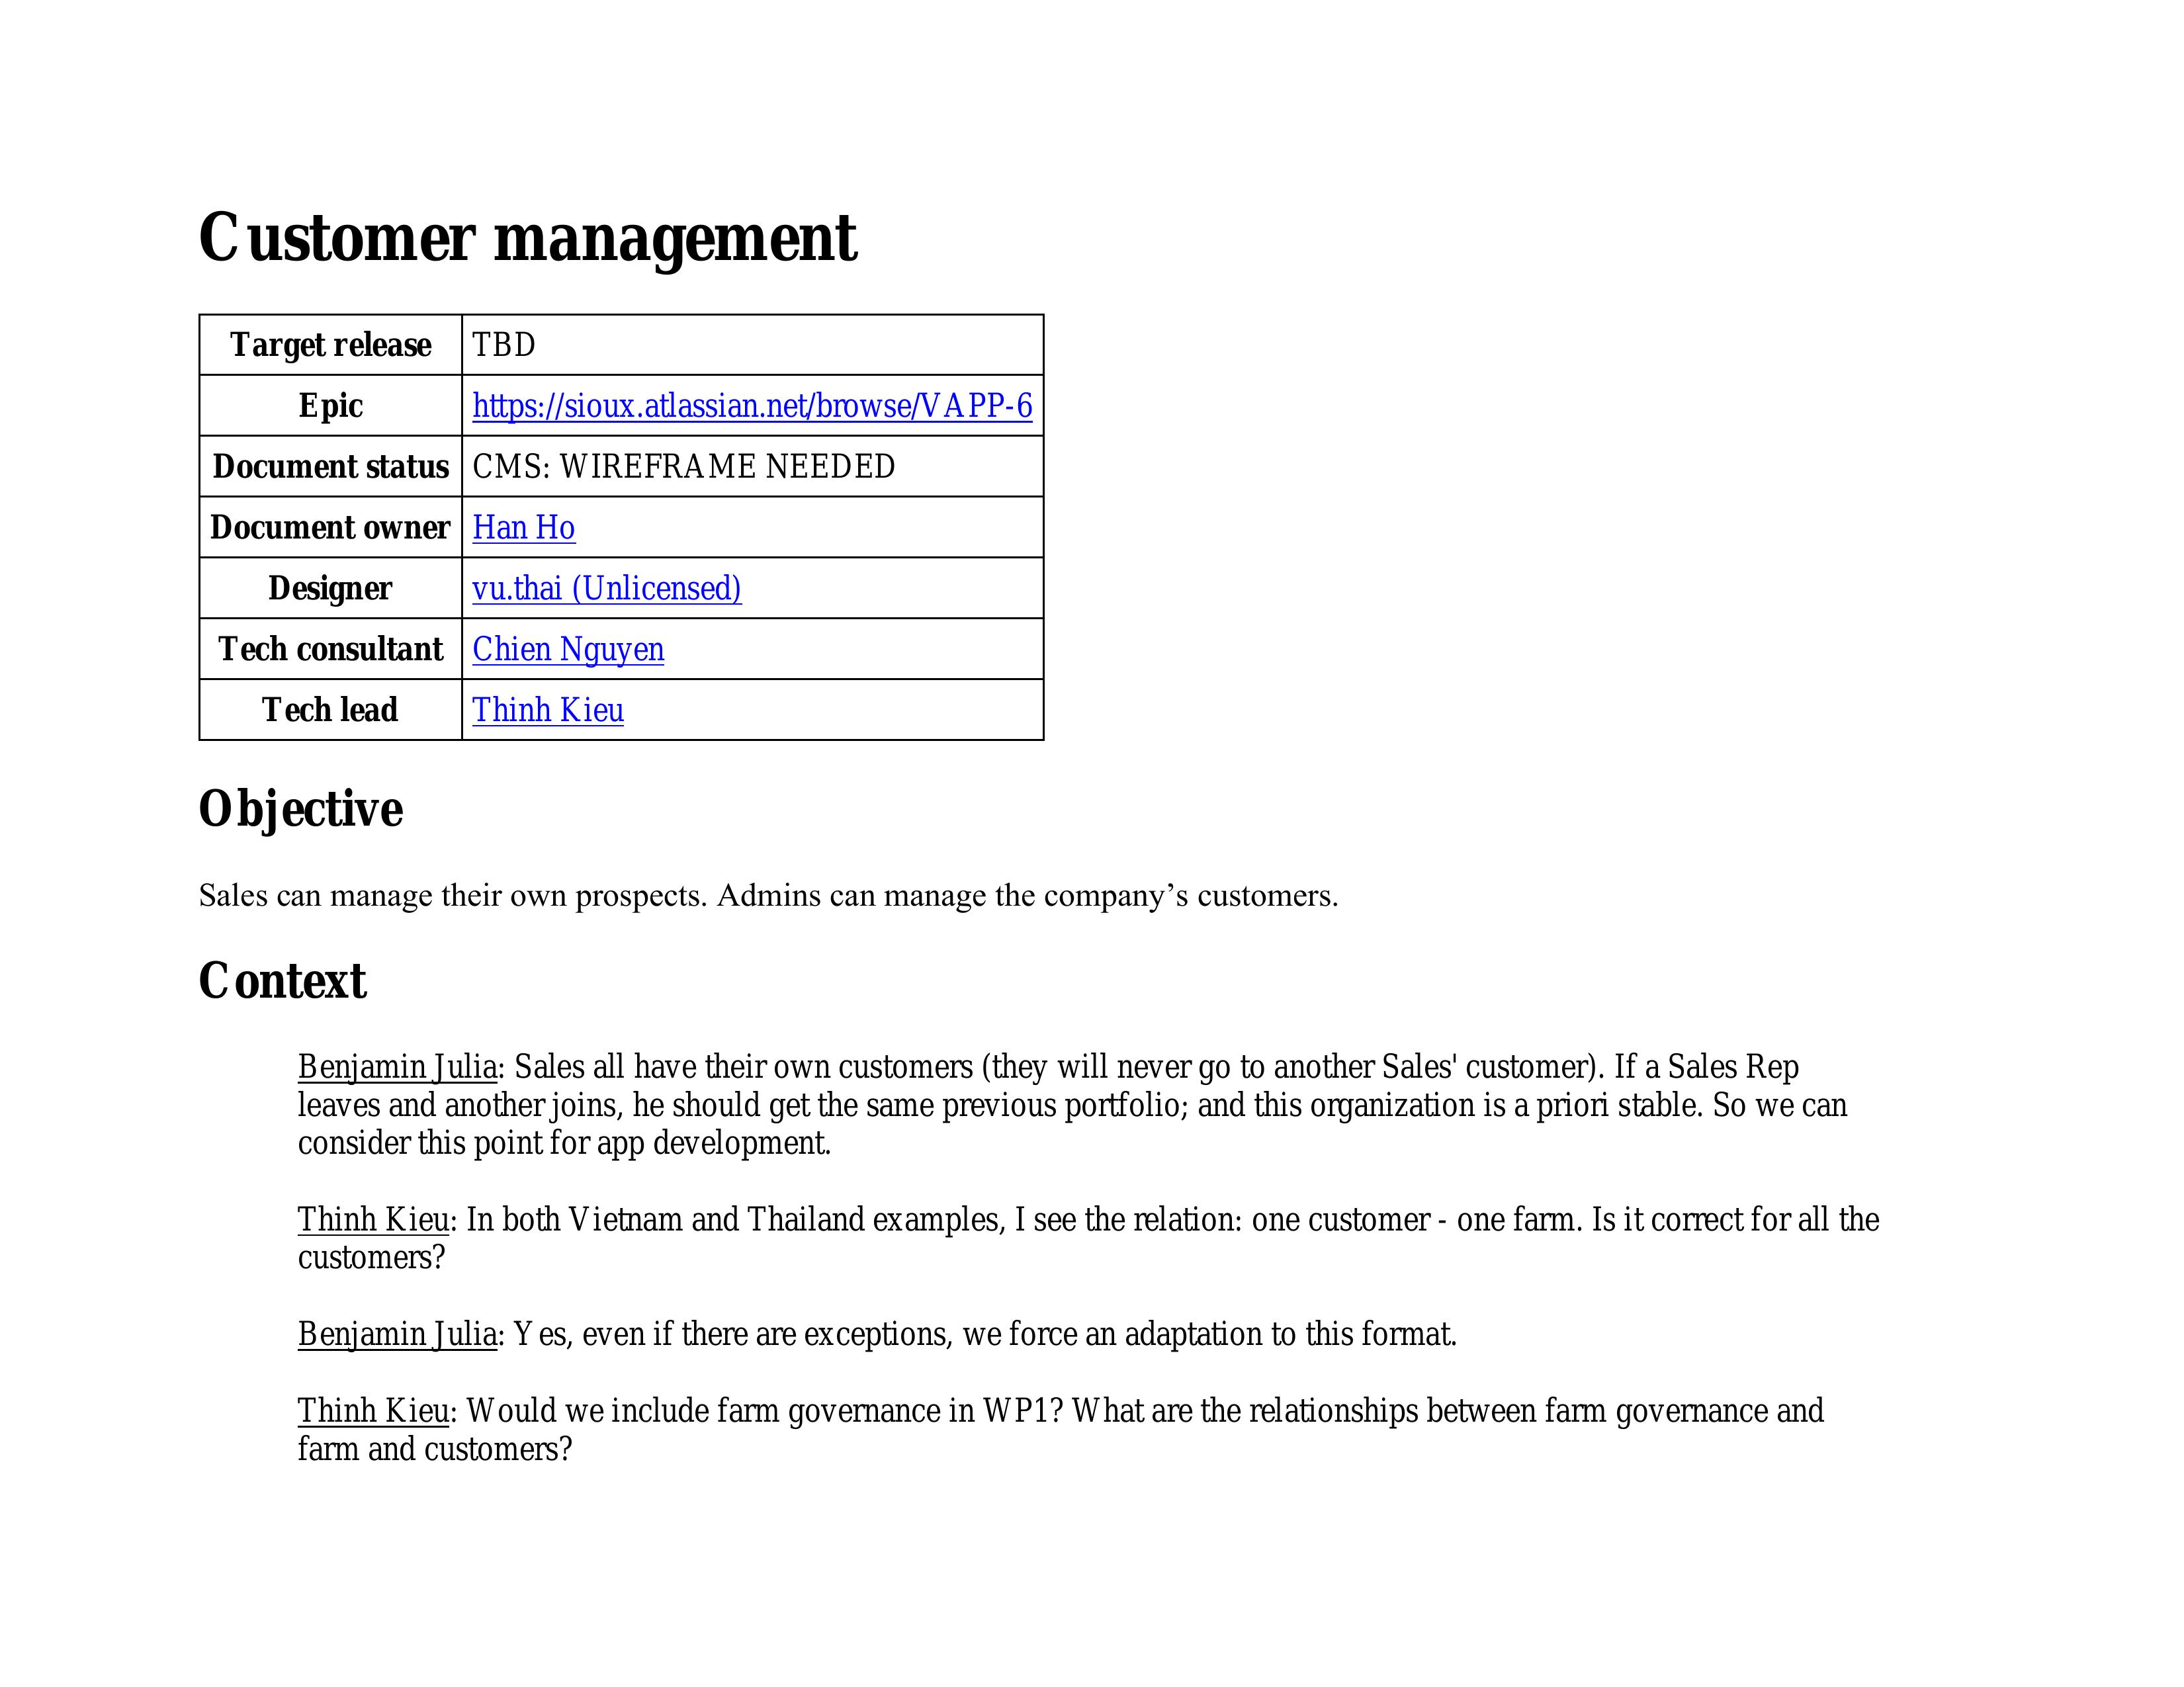 Customer management
Target release TBD
Epic https://sioux.atlassian.net/browse/VAPP-6
Document status CMS: WIREFRAME NEEDED
Document owner Han Ho
Designer vu.thai (Unlicensed)
Tech consultant Chien Nguyen
Tech lead Thinh Kieu
Objective
Sales can manage their own prospects. Admins can manage the company’s customers.
Context
Benjamin Julia: Sales all have their own customers (they will never go to another Sales' customer). If a Sales Rep
leaves and another joins, he should get the same previous portfolio; and this organization is a priori stable. So we can
consider this point for app development.
Thinh Kieu: In both Vietnam and Thailand examples, I see the relation: one customer - one farm. Is it correct for all the
customers?
Benjamin Julia: Yes, even if there are exceptions, we force an adaptation to this format.
Thinh Kieu: Would we include farm governance in WP1? What are the relationships between farm governance and
farm and customers?